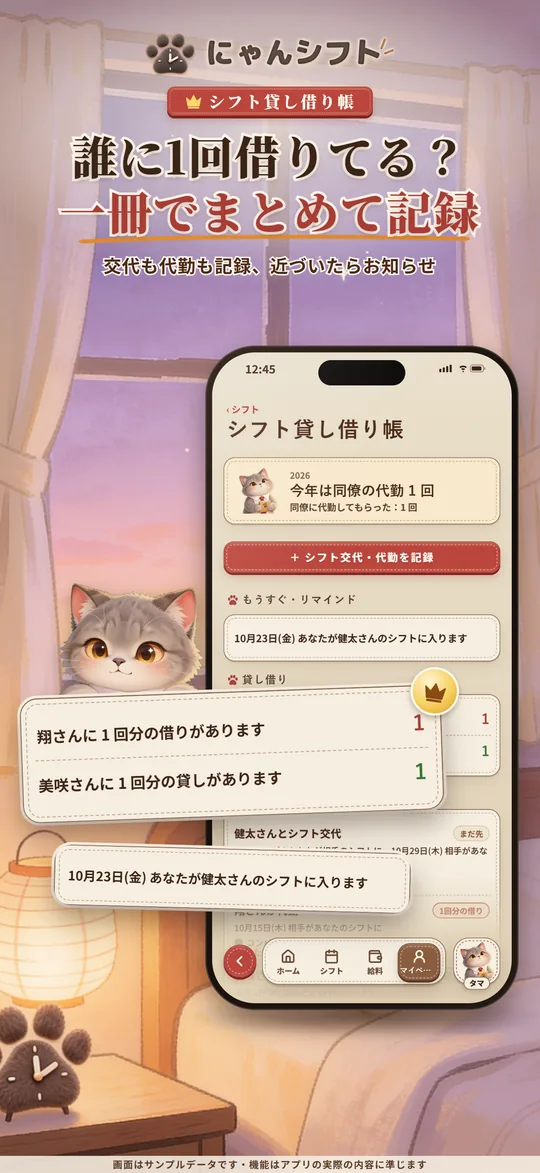 にゃんシフト
シフト貸し借り帳
誰に1回借りてる？
一冊でまとめて記録
交代も代勤も記録、近づいたらお知らせ
12:45
‹ シフト
シフト貸し借り帳
2026
今年は同僚の代勤 1 回
同僚に代勤してもらった：1 回
＋ シフト交代・代勤を記録
もうすぐ・リマインド
10月23日(金) あなたが健太さんのシフトに入ります
貸し借り
翔さんに 1 回分の借りがあります 1
1
美咲さんに 1 回分の貸しがあります 1
1
健太さんとシフト交代
まだ先
10月29日(木) 相手があな
10月23日(金) あなたが健太さんのシフトに入ります
1回分の借り
10月15日(木) 相手があなたのシフトに
ホーム
シフト
給料
マイペ…
タマ
画面はサンプルデータです・機能はアプリの実際の内容に準じます